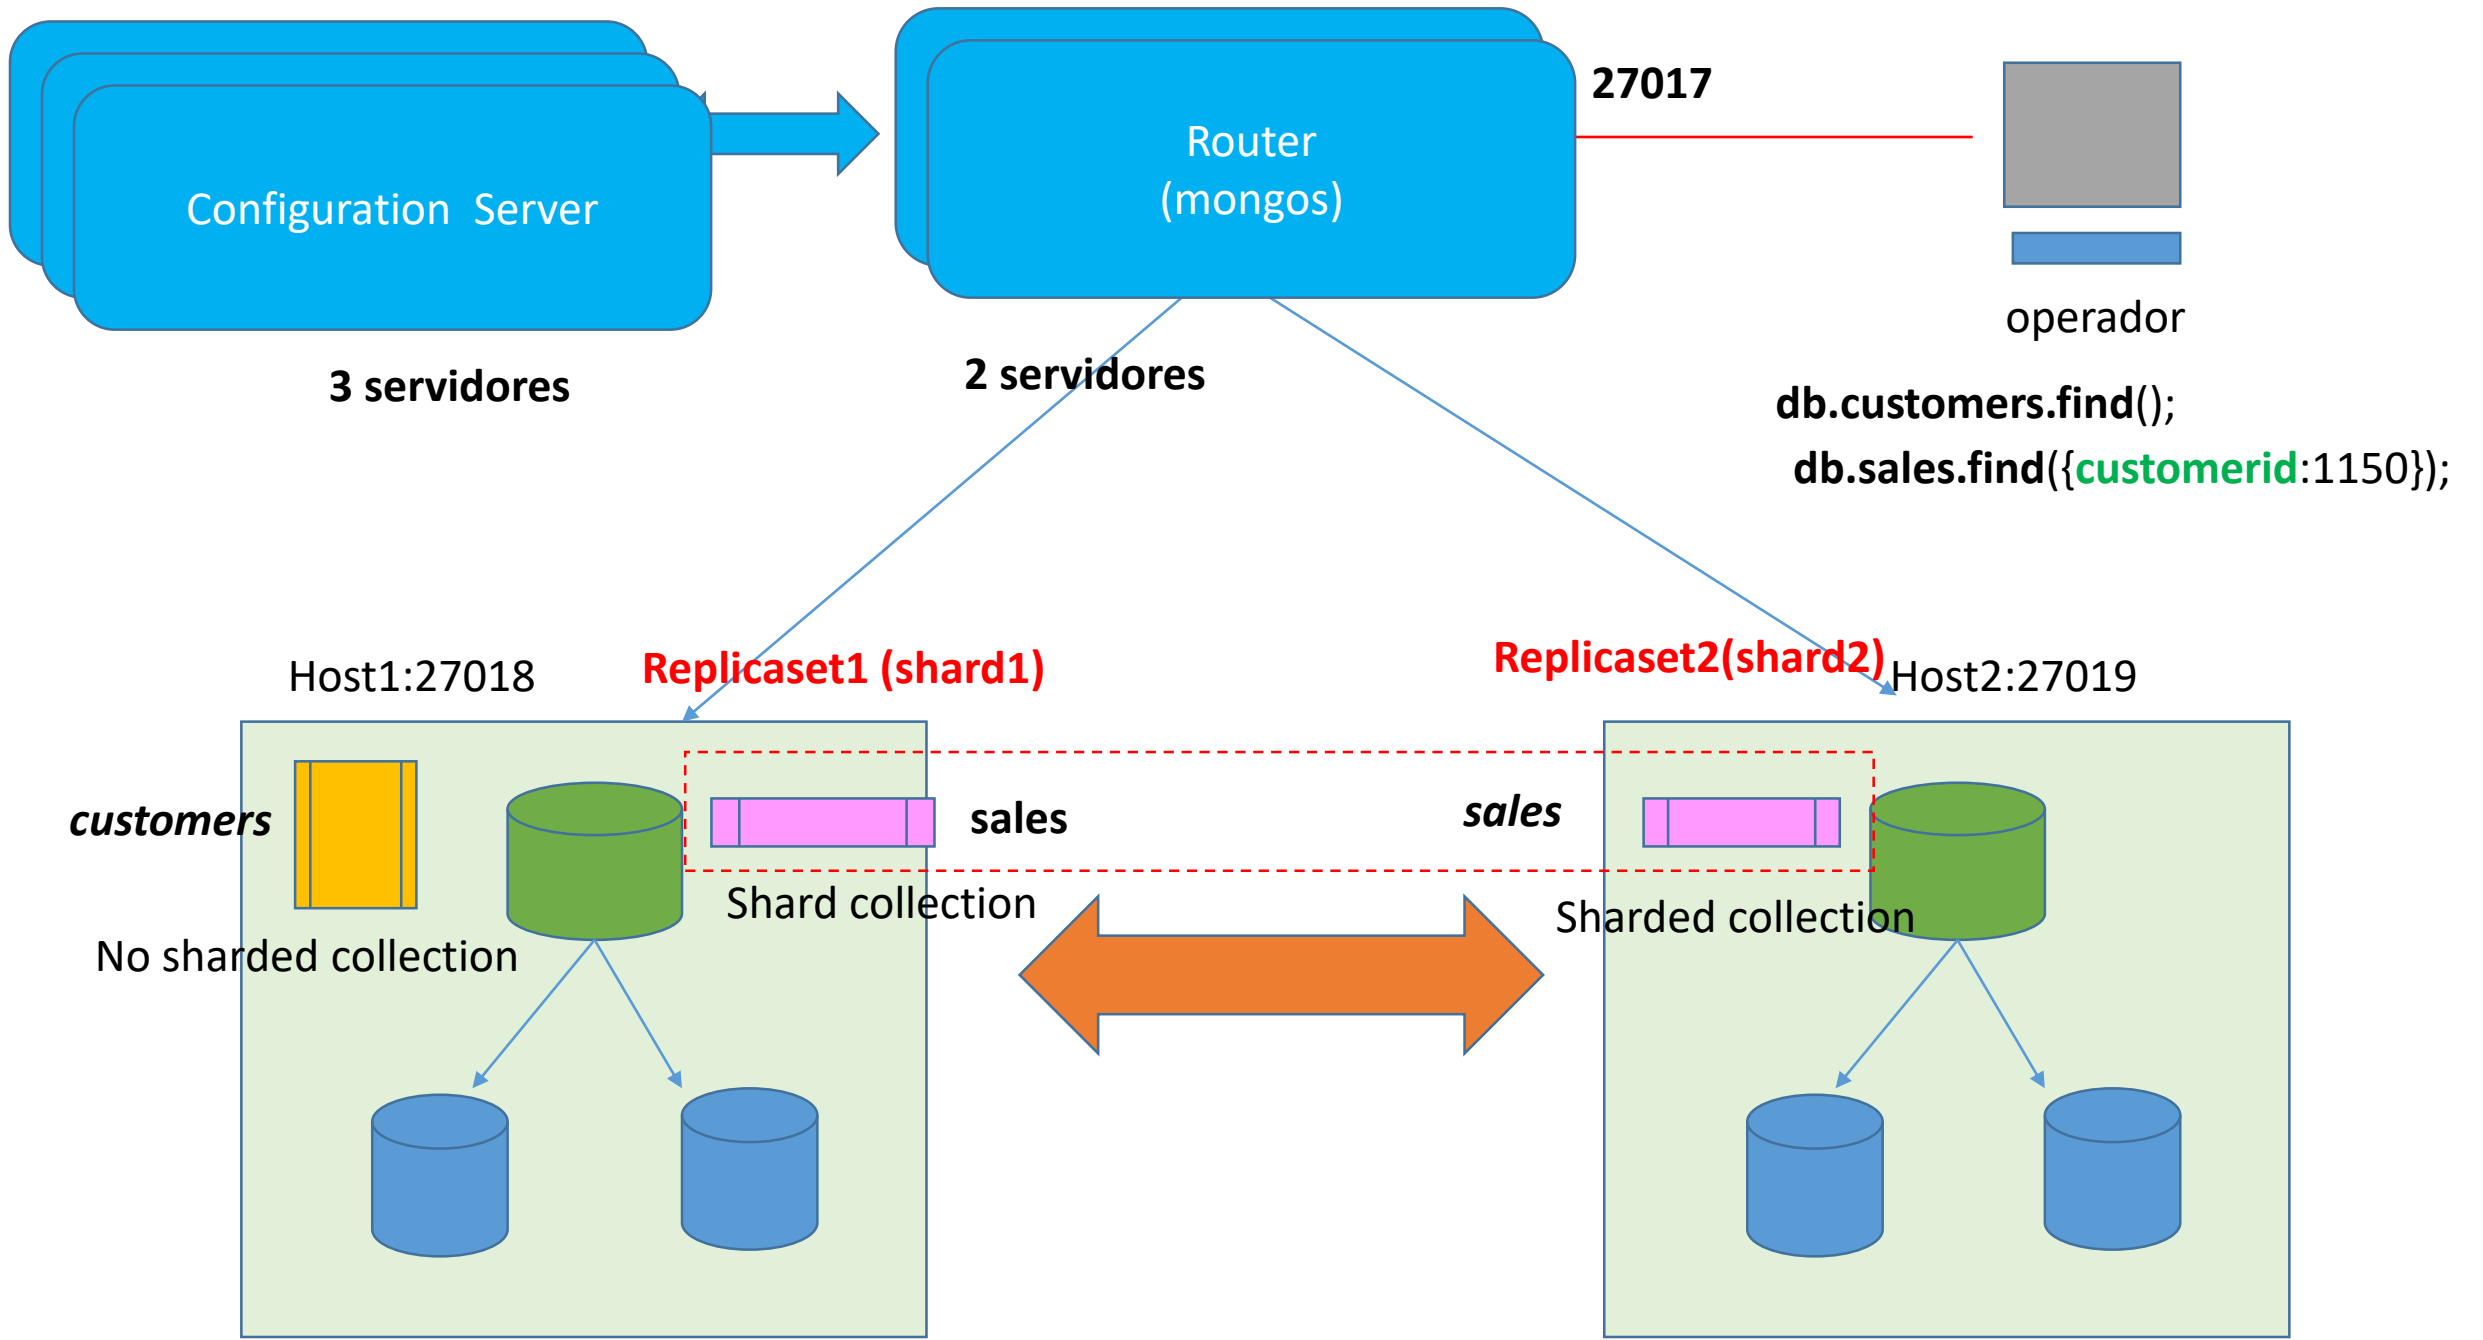 Configuration  Server
3 servidores
Router
(mongos)
2 servidores
27017
operador
db.customers.find();
db.sales.find({customerid:1150});
Host1:27018
Replicaset1 (shard1)
Replicaset2(shard2)
Host2:27019
customers
sales
sales
Shard collection
Sharded collection
No sharded collection